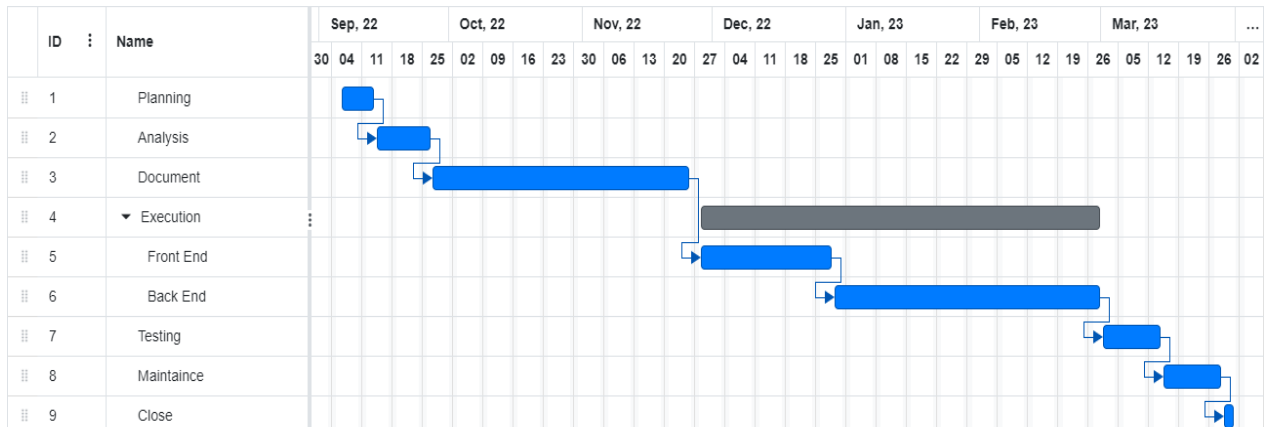 Sep, 22 Oct, 22 Nov, 22 Dec, 22 Jan, 23 Feb, 23 Mar, 23 ...
ID Name
30 04 11 18 25 02 09 16 23 30 06 13 20 27 04 11 18 25 01 08 15 22 29 05 12 19 26 05 12 19 26 02
1 Planning
2 Analysis
3 Document
4 Execution
5 Front End
6 Back End
7 Testing
8 Maintaince
9 Close